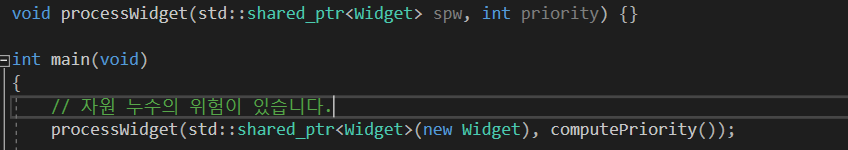 void processWidget(std::shared_ptr<Widget> spw, int priority) {}
int main(void)
{
// 자원 누수의 위험이 있습니다.
processWidget(std::shared_ptr<Widget>(new Widget), computePriority());